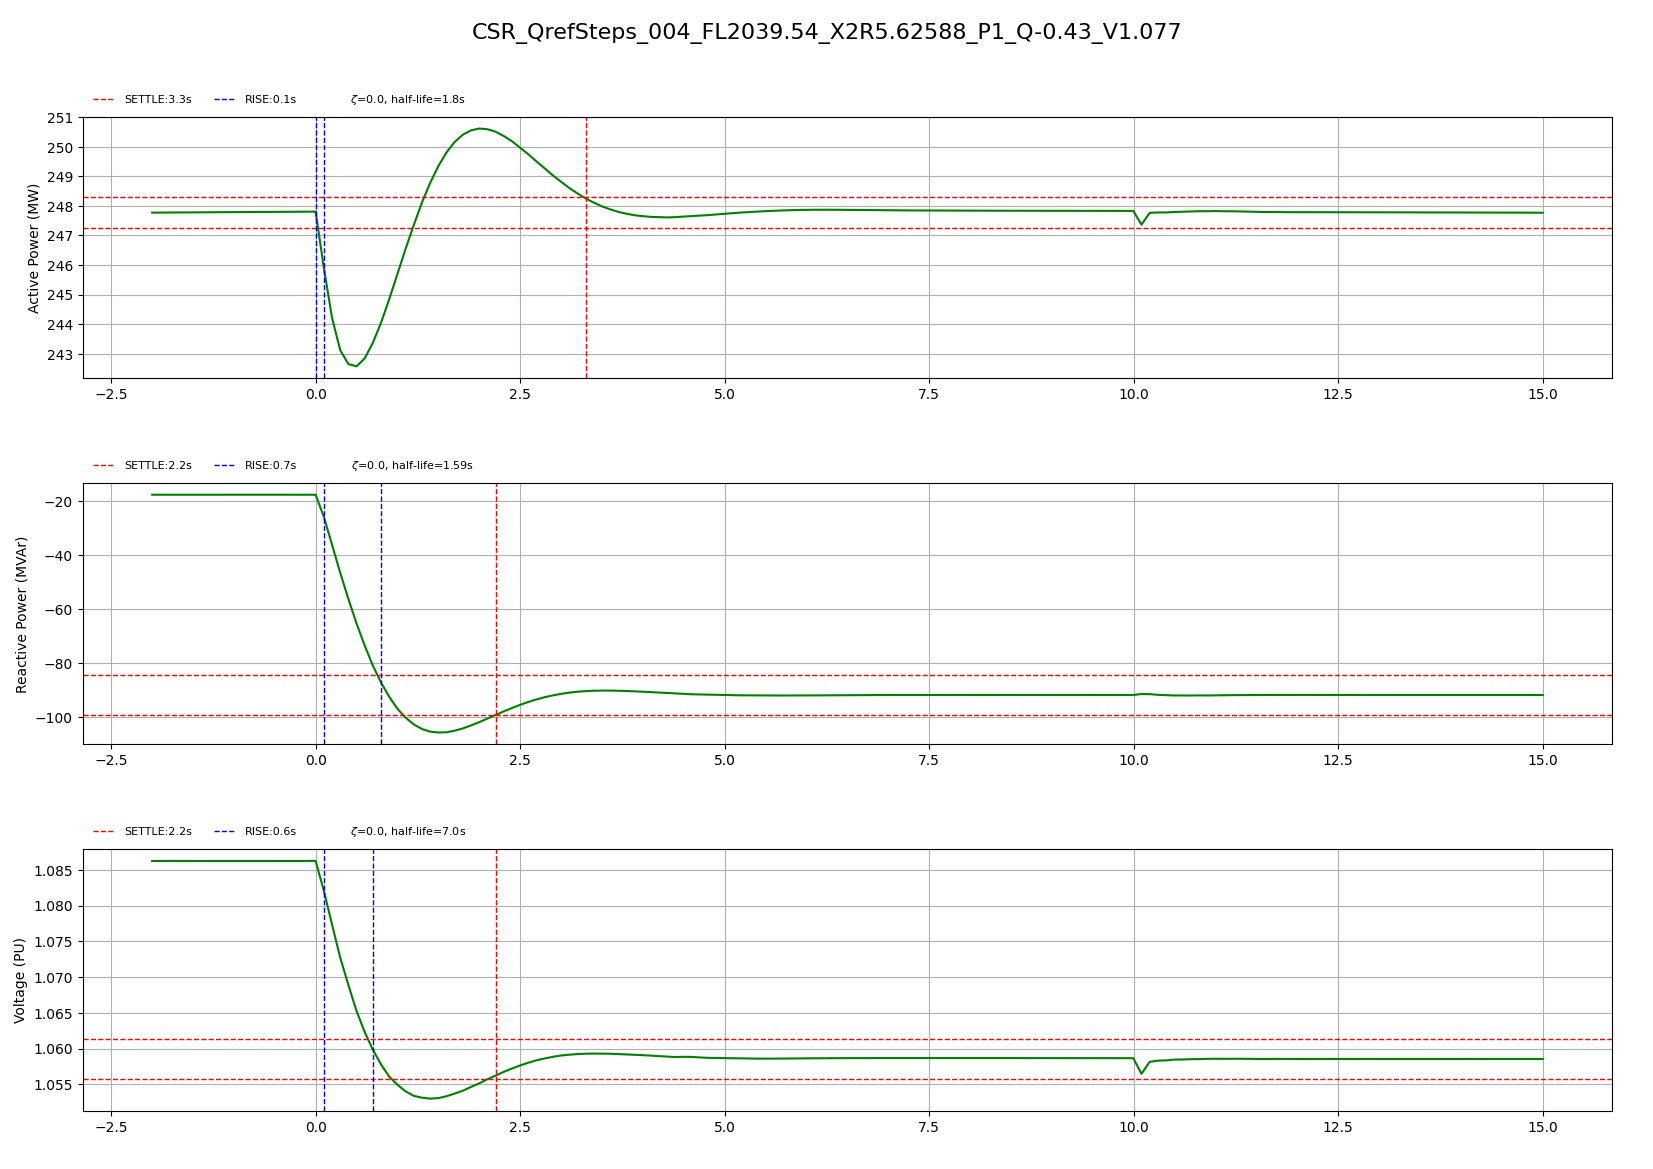 CSR_QrefSteps_004_FL2039.54_X2R5.62588_P1_Q-0.43_V1.077
SETTLE:3.3s RISE:0.1s ζ=0.0, half-life=1.8s
Active Power (MW)
251
250
249
248
247
246
245
244
243
−2.5 0.0 2.5 5.0 7.5 10.0 12.5 15.0
SETTLE:2.2s RISE:0.7s ζ=0.0, half-life=1.59s
Reactive Power (MVAr)
−20
−40
−60
−80
−100
−2.5 0.0 2.5 5.0 7.5 10.0 12.5 15.0
SETTLE:2.2s RISE:0.6s ζ=0.0, half-life=7.0s
Voltage (PU)
1.085
1.080
1.075
1.070
1.065
1.060
1.055
−2.5 0.0 2.5 5.0 7.5 10.0 12.5 15.0